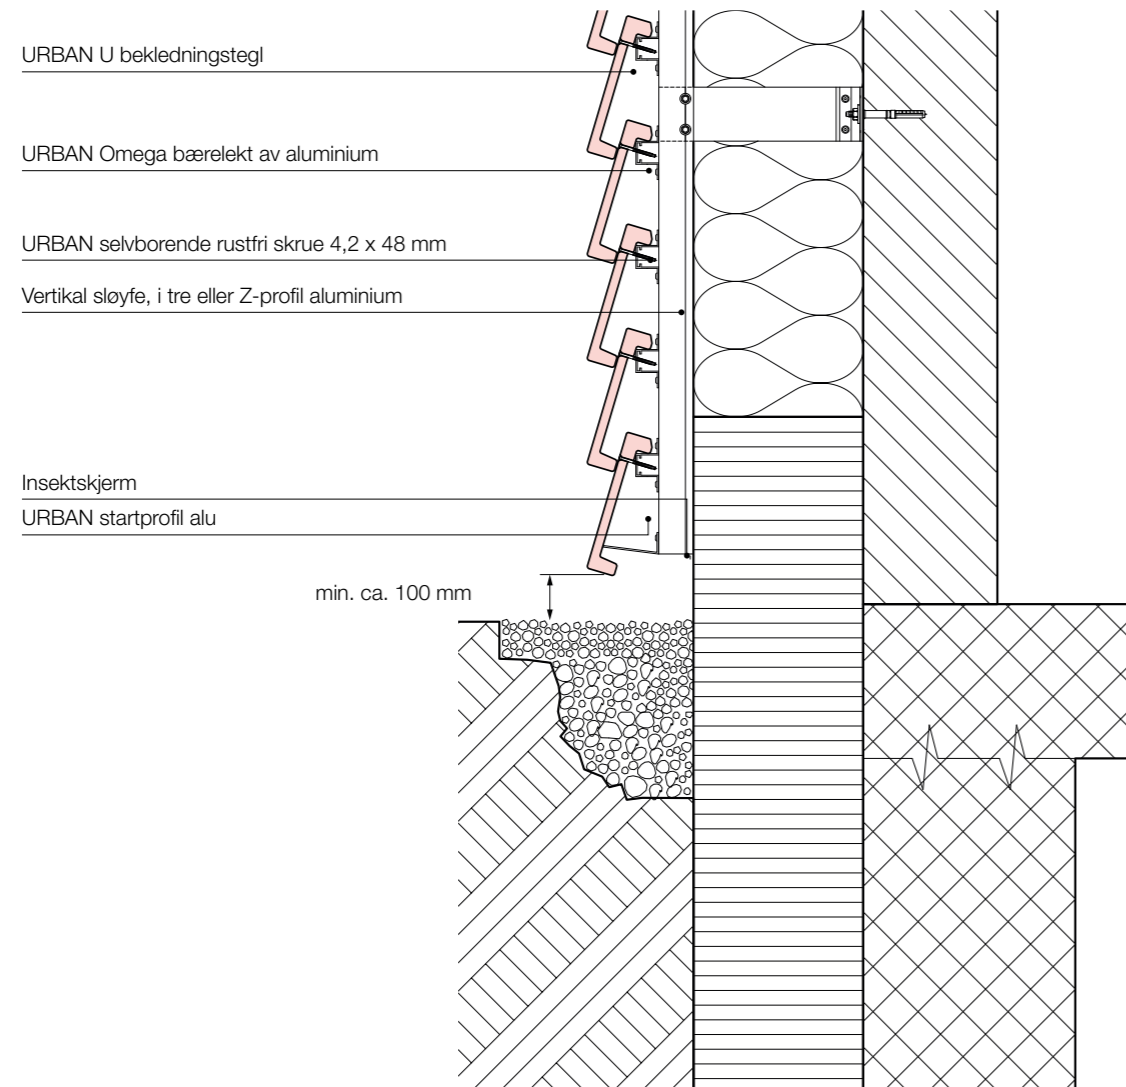 URBAN U bekledningstegl
URBAN Omega bærelekt av aluminium
URBAN selvborende rustfri skrue 4,2 x 48 mm
Vertikal sløyfe, i tre eller Z-profil aluminium
Insektskjerm
URBAN startprofil alu
min. ca. 100 mm